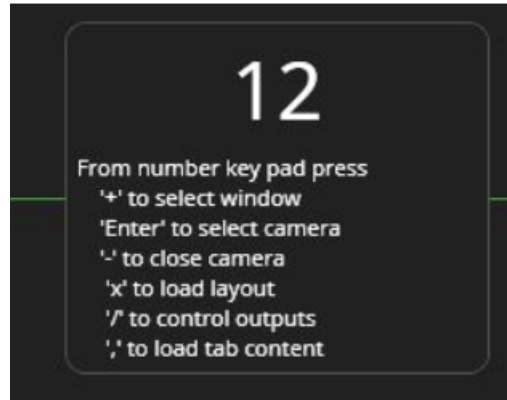 12
From number key pad press
'+' to select window
'Enter' to select camera
'-' to close camera
'x' to load layout
'/' to control outputs
',' to load tab content